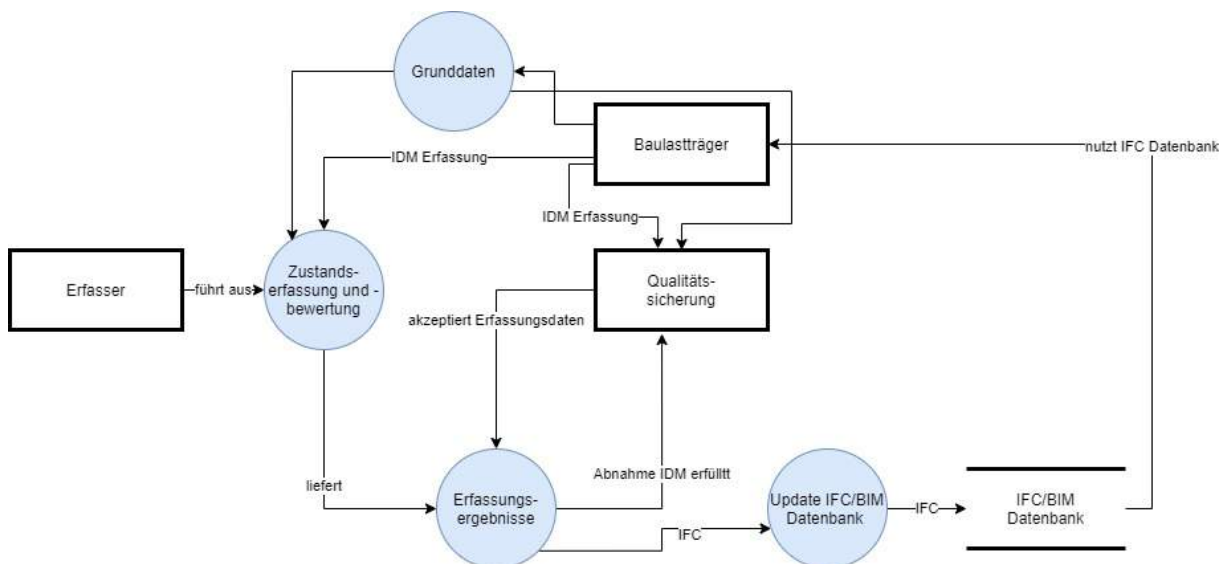 Grunddaten
Baulastträger
nutzt IFC Datenbank
IDM Erfassung
IDM Erfassung
Erfasser
führt aus
Zustands-
erfassung und -
bewertung
Qualitäts-
sicherung
akzeptiert Erfassungsdaten
liefert
Erfassungs-
ergebnisse
Abnahme IDM erfülltt
IFC
Update IFC/BIM
Datenbank
IFC
IFC/BIM
Datenbank